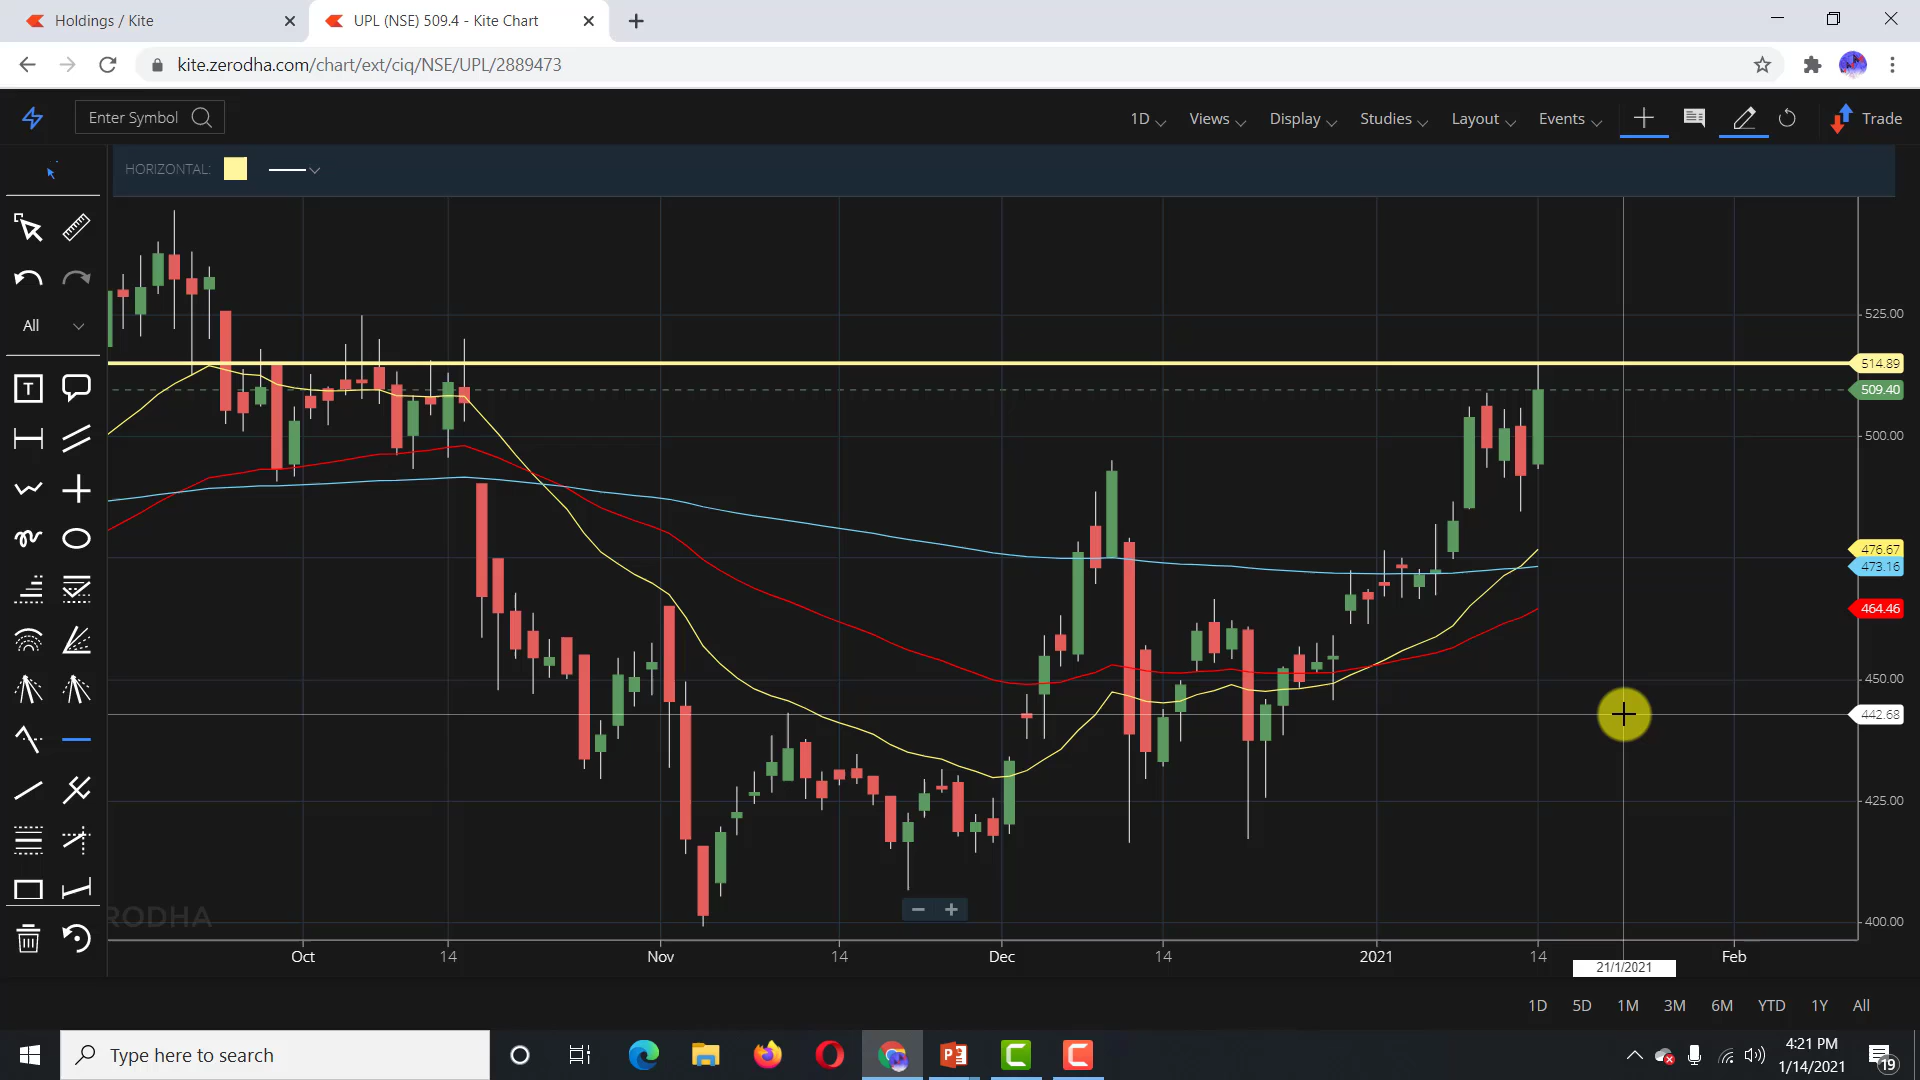 Holdings / Kite
UPL (NSE) 509.4 - Kite Chart
kite.zerodha.com/chart/ext/ciq/NSE/UPL/2889473
Enter Symbol
1D Views Display Studies Layout Events Trade
HORIZONTAL:
All
T
525.00
514.89
509.40
500.00
476.67
473.16
464.46
450.00
442.68
425.00
400.00
RODHA
Oct 14 Nov 14 Dec 14 2021 14 Feb
21/1/2021
1D 5D 1M 3M 6M YTD 1Y All
Type here to search
4:21 PM
1/14/2021
19